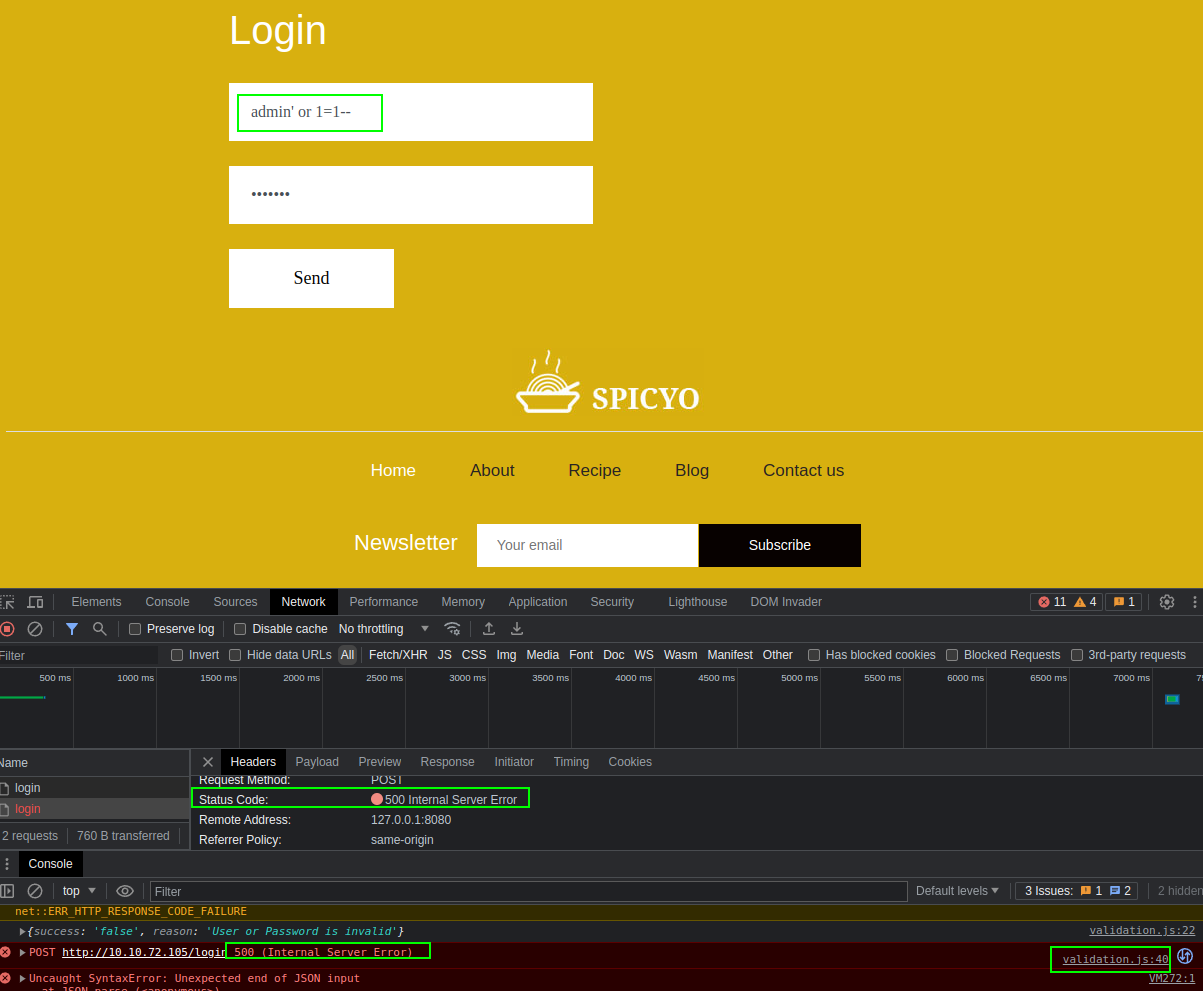 Login
admin' or 1=1--
•••••••
Send
SPICYO
Home About Recipe Blog Contact us
Newsletter Your email Subscribe
Elements Console Sources Network Performance Memory Application Security Lighthouse DOM Invader 11 4 1
Preserve log Disable cache No throttling
Filter Invert Hide data URLs All Fetch/XHR JS CSS Img Media Font Doc WS Wasm Manifest Other Has blocked cookies Blocked Requests 3rd-party requests
500 ms 1000 ms 1500 ms 2000 ms 2500 ms 3000 ms 3500 ms 4000 ms 4500 ms 5000 ms 5500 ms 6000 ms 6500 ms 7000 ms
Name Headers Payload Preview Response Initiator Timing Cookies
login
login
2 requests 760 B transferred
Request Method: POST
Status Code: 500 Internal Server Error
Remote Address: 127.0.0.1:8080
Referrer Policy: same-origin
Console
top Filter Default levels 3 Issues: 1 2 2 hidden
net::ERR_HTTP_RESPONSE_CODE_FAILURE
{success: 'false', reason: 'User or Password is invalid'} validation.js:22
POST http://10.10.72.105/login 500 (Internal Server Error) validation.js:40
Uncaught SyntaxError: Unexpected end of JSON input VM272:1
at JSON.parse (<anonymous>)